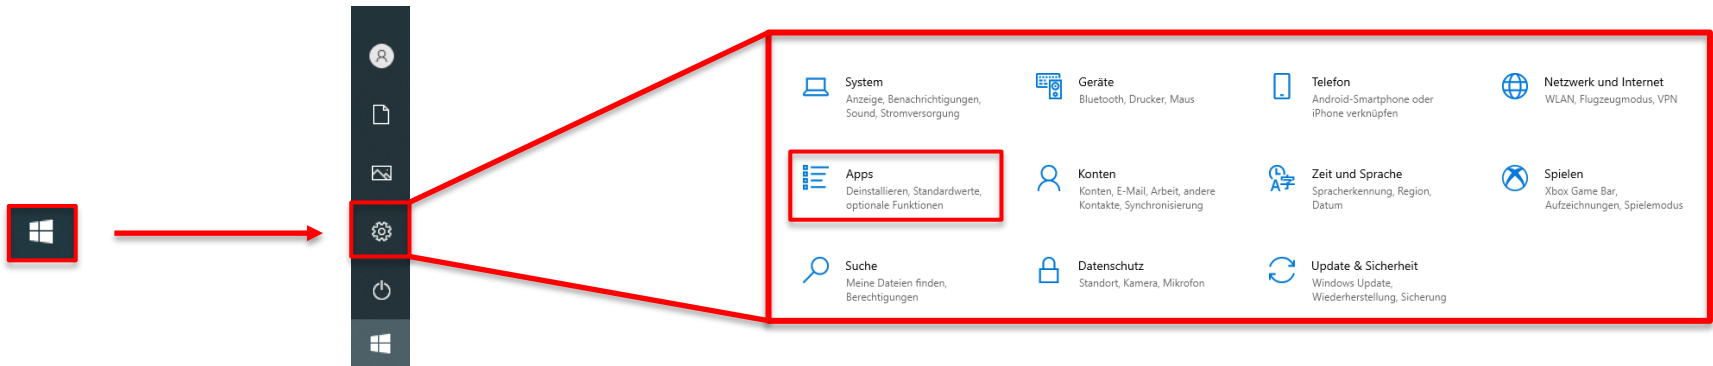 System
Anzeige, Benachrichtigungen,
Sound, Stromversorgung
Geräte
Bluetooth, Drucker, Maus
Telefon
Android-Smartphone oder
iPhone verknüpfen
Netzwerk und Internet
WLAN, Flugzeugmodus, VPN
Apps
Deinstallieren, Standardwerte,
optionale Funktionen
Konten
Konten, E-Mail, Arbeit, andere
Kontakte, Synchronisierung
Zeit und Sprache
Spracherkennung, Region,
Datum
Spielen
Xbox Game Bar,
Aufzeichnungen, Spielemodus
Suche
Meine Dateien finden,
Berechtigungen
Datenschutz
Standort, Kamera, Mikrofon
Update & Sicherheit
Windows Update,
Wiederherstellung, Sicherung